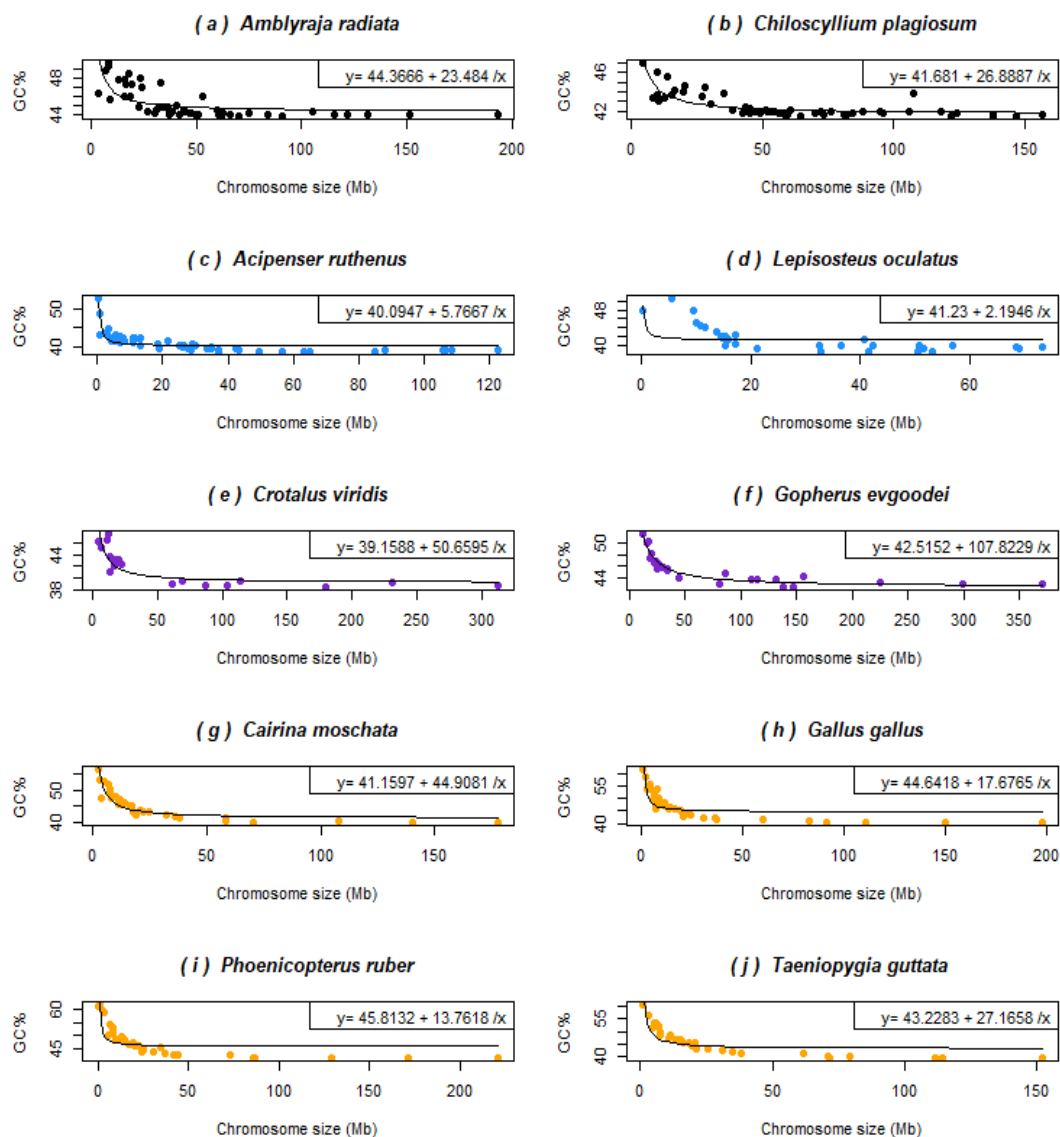 ( a ) Amblyraja radiata
GC%
44 48
y= 44.3666 + 23.484 /x
0 50 100 150 200
Chromosome size (Mb)
( b ) Chiloscyllium plagiosum
GC%
42 46
y= 41.681 + 26.8887 /x
0 50 100 150
Chromosome size (Mb)
( c ) Acipenser ruthenus
GC%
40 50
y= 40.0947 + 5.7667 /x
0 20 40 60 80 100 120
Chromosome size (Mb)
( d ) Lepisosteus oculatus
GC%
40 48
y= 41.23 + 2.1946 /x
0 20 40 60
Chromosome size (Mb)
( e ) Crotalus viridis
GC%
38 44
y= 39.1588 + 50.6595 /x
0 50 100 150 200 250 300
Chromosome size (Mb)
( f ) Gopherus evgoodei
GC%
44 50
y= 42.5152 + 107.8229 /x
0 50 100 150 200 250 300 350
Chromosome size (Mb)
( g ) Cairina moschata
GC%
40 50
y= 41.1597 + 44.9081 /x
0 50 100 150
Chromosome size (Mb)
( h ) Gallus gallus
GC%
40 55
y= 44.6418 + 17.6765 /x
0 50 100 150 200
Chromosome size (Mb)
( i ) Phoenicopterus ruber
GC%
45 60
y= 45.8132 + 13.7618 /x
0 50 100 150 200
Chromosome size (Mb)
( j ) Taeniopygia guttata
GC%
40 55
y= 43.2283 + 27.1658 /x
0 50 100 150
Chromosome size (Mb)